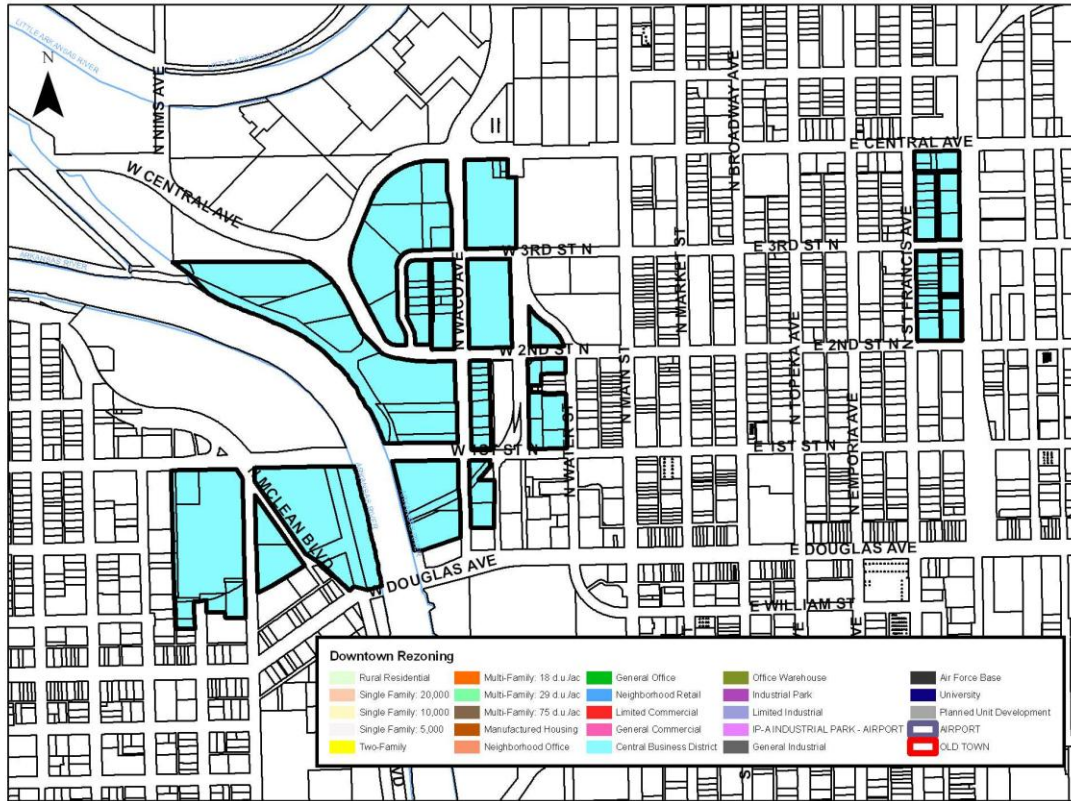 LITTLE ARKANSAS RIVER
N
N NIMS AVE
W CENTRAL AVE
N BROADWAY AVE
E CENTRAL AVE
ARKANSAS RIVER
W 3RD ST N
E 3RD ST N
N WACO AVE
N MARKET ST
N ST FRANCIS AVE
W 2ND ST N
E 2ND ST N
N MAIN ST
N TOPEKA AVE
W 1ST ST N
E 1ST ST N
N WATER ST
N EMPORIA AVE
ARKANSAS RIVER
MCLEAN BLVD
W DOUGLAS AVE
E DOUGLAS AVE
E WILLIAM ST
AVE
AVE
Downtown Rezoning
Rural Residential
Single Family: 20,000
Single Family: 10,000
Single Family: 5,000
Two-Family
Multi-Family: 18 d.u./ac
Multi-Family: 29 d.u./ac
Multi-Family: 75 d.u./ac
Manufactured Housing
Neighborhood Office
General Office
Neighborhood Retail
Limited Commercial
General Commercial
Central Business District
Office Warehouse
Industrial Park
Limited Industrial
IP-A INDUSTRIAL PARK - AIRPORT
General Industrial
Air Force Base
University
Planned Unit Development
AIRPORT
OLD TOWN
VD
S